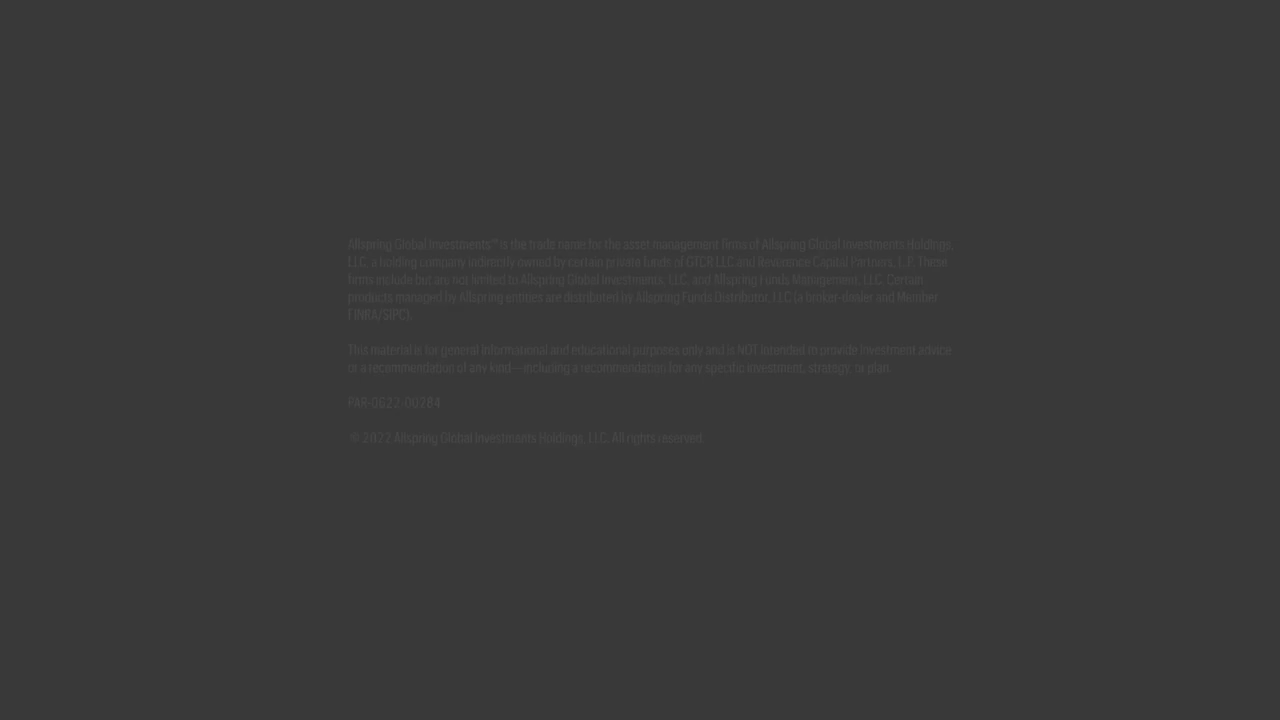 Allspring Global Investments™ is the trade name for the asset management firms of Allspring Global Investments Holdings,
LLC, a holding company indirectly owned by certain private funds of GTCR LLC and Reverence Capital Partners, L.P. These
firms include but are not limited to Allspring Global Investments, LLC, and Allspring Funds Management, LLC. Certain
products managed by Allspring entities are distributed by Allspring Funds Distributor, LLC (a broker-dealer and Member
FINRA/SIPC).
This material is for general informational and educational purposes only and is NOT intended to provide investment advice
or a recommendation of any kind—including a recommendation for any specific investment, strategy, or plan.
PAR-0622-00284
© 2022 Allspring Global Investments Holdings, LLC. All rights reserved.